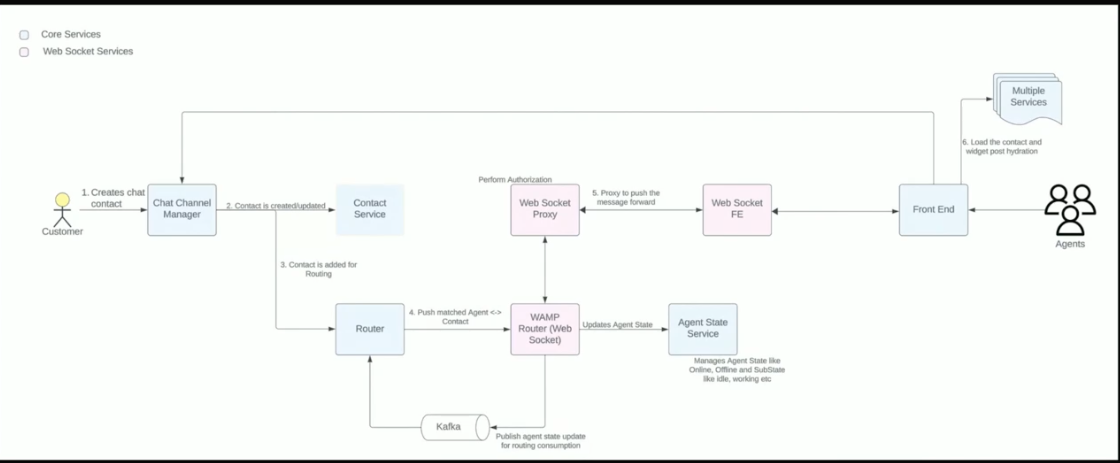 Core Services
Web Socket Services
Multiple
Services
6. Load the contact and
widget post hydration
Perform Authorization
1. Creates chat
contact
Chat Channel
Manager
2. Contact is created/updated
Contact
Service
Web Socket
Proxy
5. Proxy to push the
message forward
Web Socket
FE
Front End
Customer
Agents
3. Contact is added for
Routing
Router
4. Push matched Agent <->
Contact
WAMP
Router (Web
Socket)
Updates Agent State
Agent State
Service
Manages Agent State like
Online, Offline and SubState
like idle, working etc
Kafka
Publish agent state update
for routing consumption